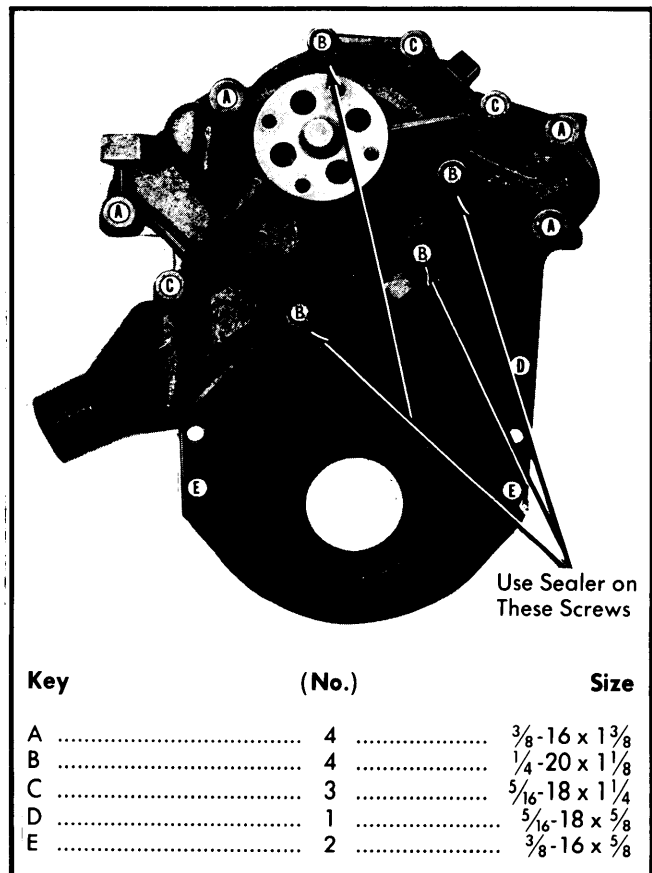 B
C
A
C
A
B
A
A
B
C
B
D
E
E
Use Sealer on
These Screws
Key (No.) Size
A .............................. 4 ................ 3/8-16 x 1 3/8
B .............................. 4 ................ 1/4-20 x 1 1/8
C .............................. 3 ................ 5/16-18 x 1 1/4
D .............................. 1 ................ 5/16-18 x 5/8
E .............................. 2 ................ 3/8-16 x 5/8